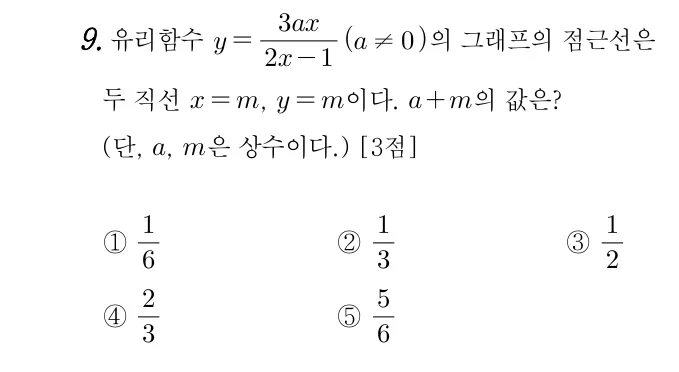 9. 유리함수 y = 3ax/(2x-1) (a ≠ 0)의 그래프의 점근선은
두 직선 x = m, y = m이다. a+m의 값은?
(단, a, m은 상수이다.) [3점]
① 1/6 ② 1/3 ③ 1/2
④ 2/3 ⑤ 5/6